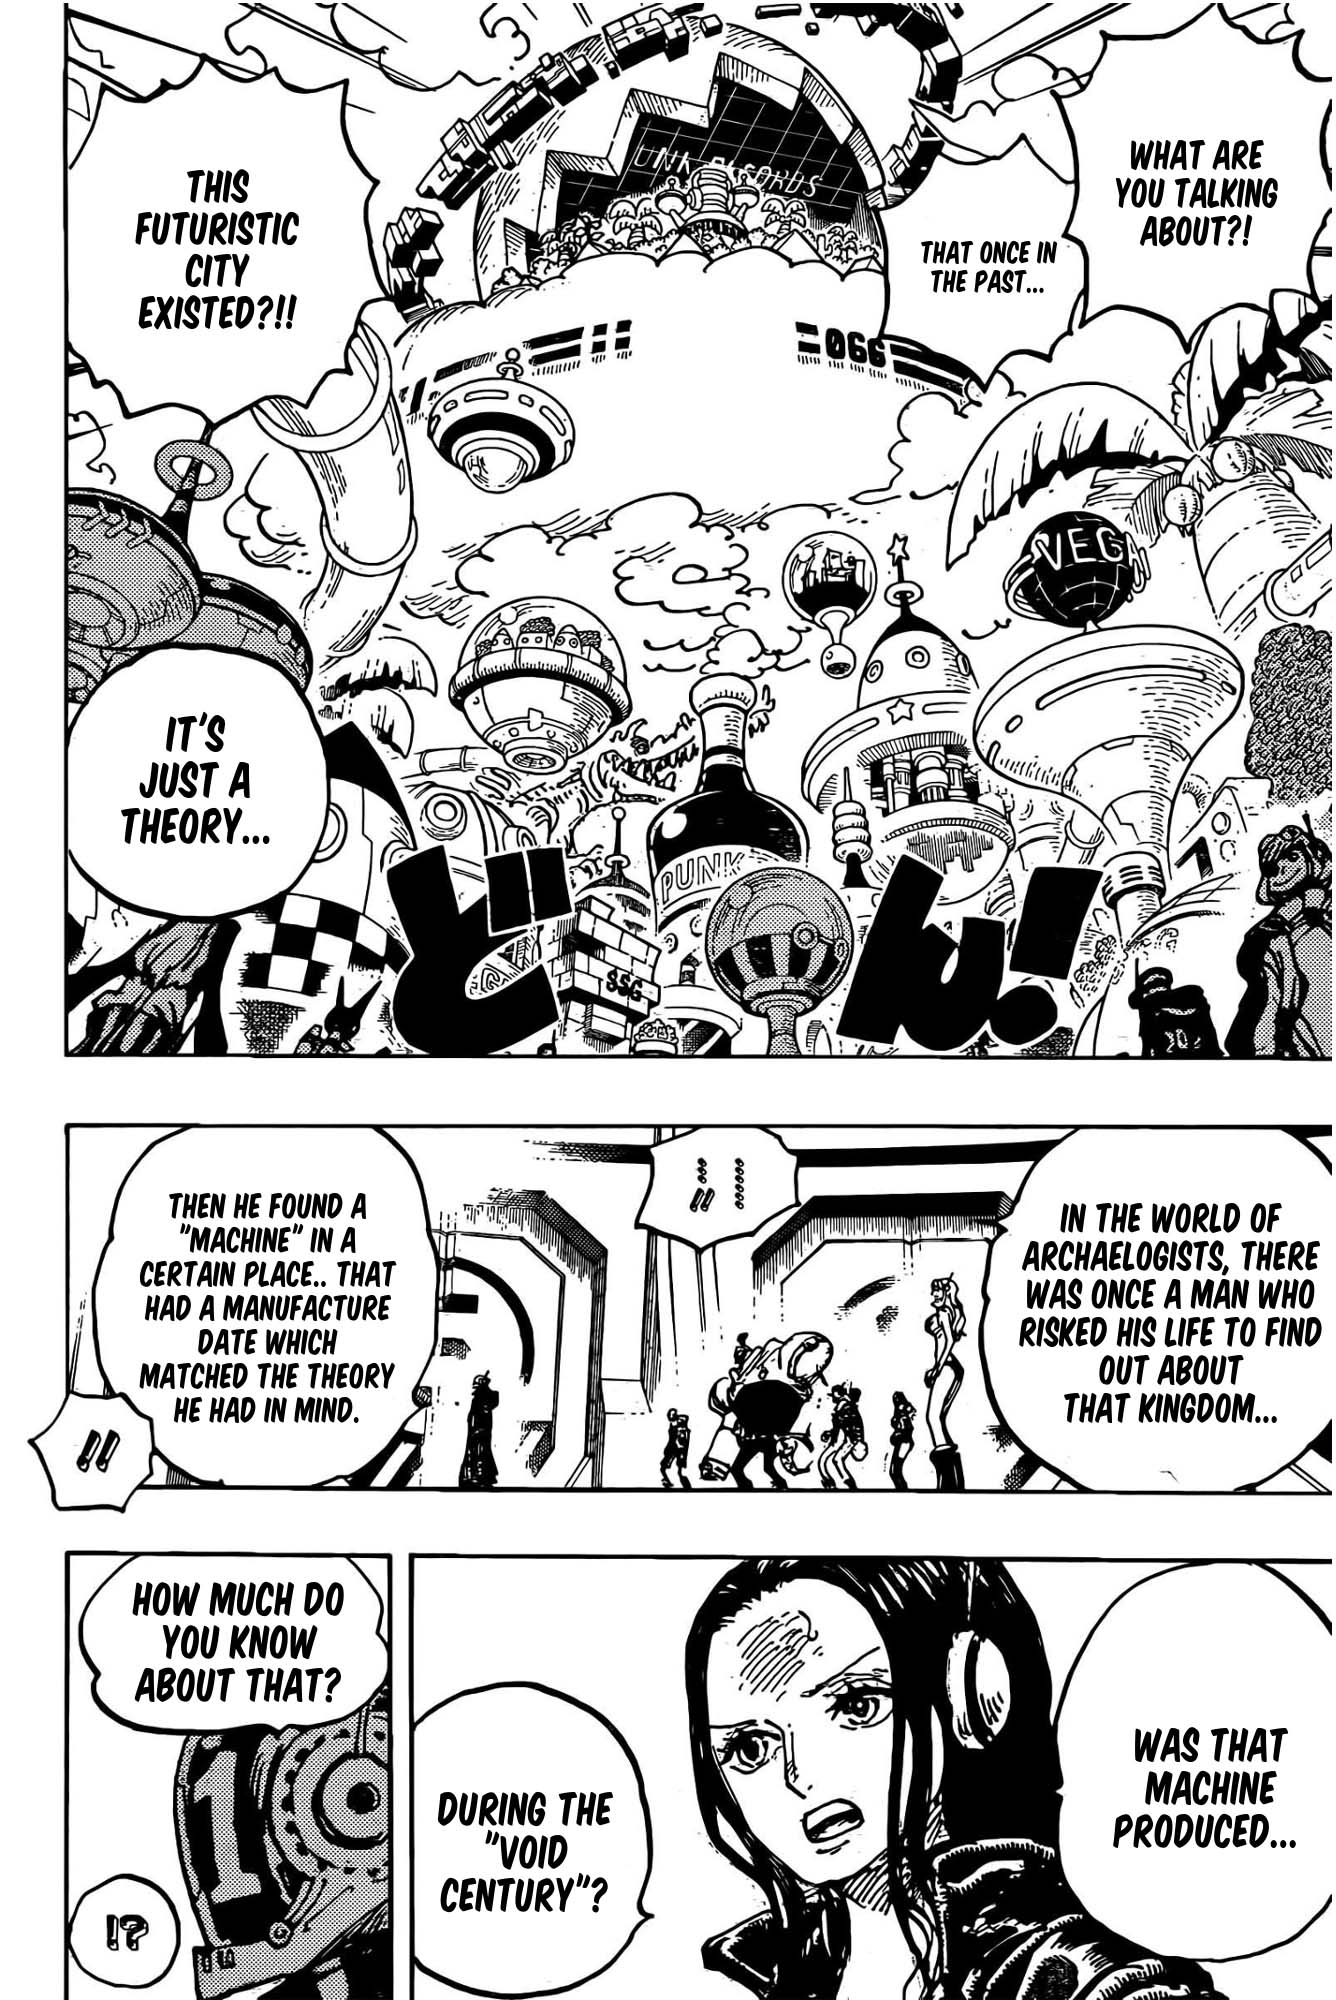 WHAT ARE
YOU TALKING
ABOUT?!
THAT ONCE IN
THE PAST...
THIS
FUTURISTIC
CITY
EXISTED?!!
066
VEGA
PUNK
SSG
IT'S
JUST A
THEORY...
どん!
IN THE WORLD OF
ARCHAELOGISTS, THERE
WAS ONCE A MAN WHO
RISKED HIS LIFE TO FIND
OUT ABOUT
THAT KINGDOM...
!!
THEN HE FOUND A
"MACHINE" IN A
CERTAIN PLACE.. THAT
HAD A MANUFACTURE
DATE WHICH
MATCHED THE THEORY
HE HAD IN MIND.
!!
WAS THAT
MACHINE
PRODUCED...
DURING THE
"VOID
CENTURY"?
HOW MUCH DO
YOU KNOW
ABOUT THAT?
1
!?